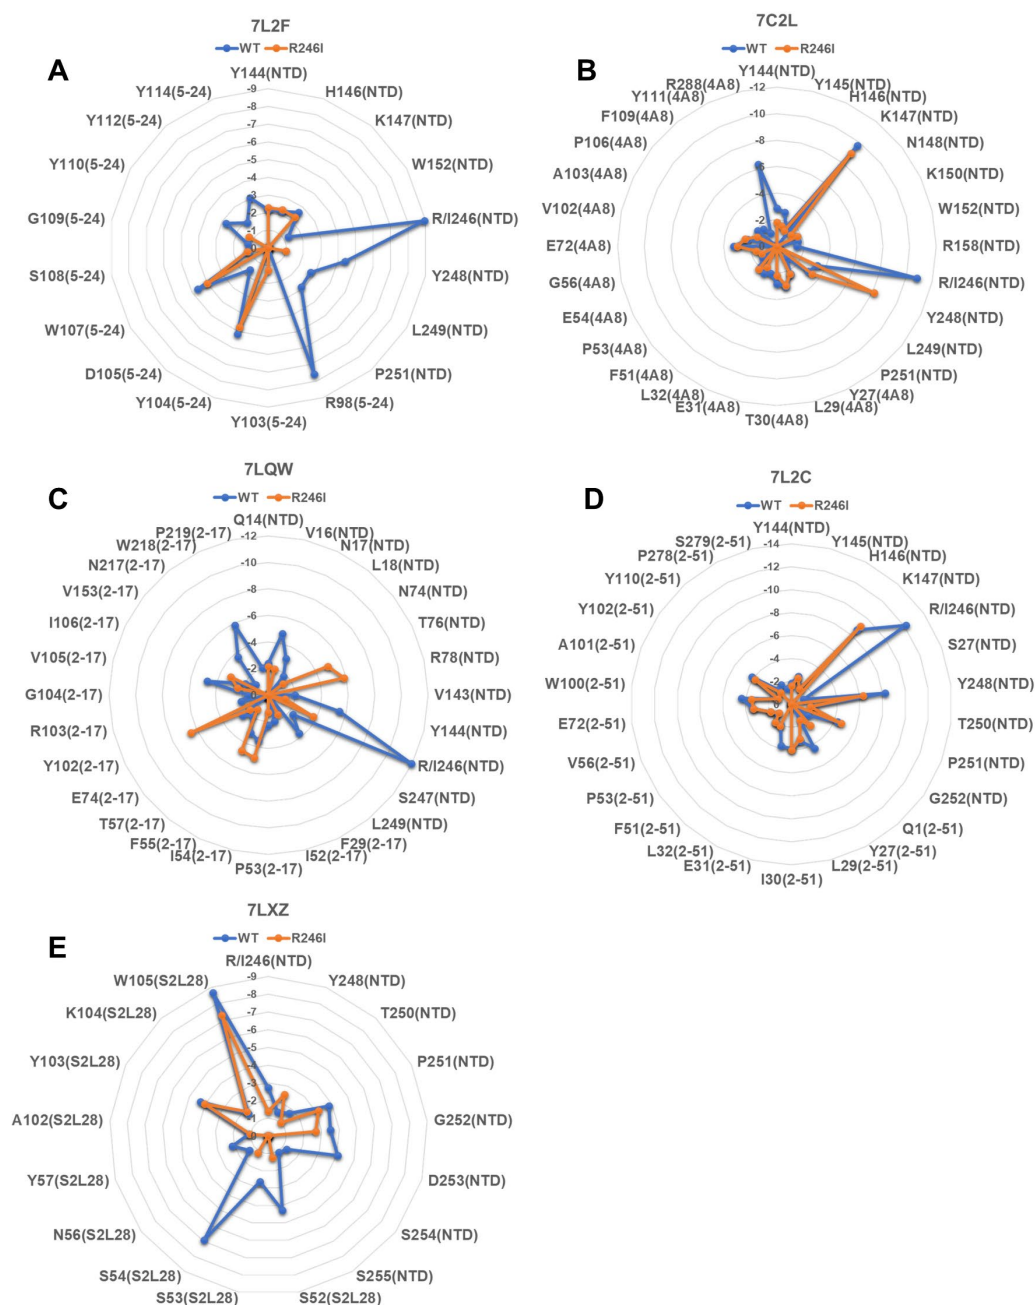 A
7L2F
WT R246I
Y144(NTD)
H146(NTD)
K147(NTD)
W152(NTD)
R/I246(NTD)
Y248(NTD)
L249(NTD)
P251(NTD)
R98(5-24)
Y103(5-24)
Y104(5-24)
D105(5-24)
W107(5-24)
S108(5-24)
G109(5-24)
Y110(5-24)
Y112(5-24)
Y114(5-24)
-9
-8
-7
-6
-5
-4
-3
-2
-1
0
B
7C2L
WT R246I
Y144(NTD)
Y145(NTD)
H146(NTD)
K147(NTD)
N148(NTD)
K150(NTD)
W152(NTD)
R158(NTD)
R/I246(NTD)
Y248(NTD)
L249(NTD)
P251(NTD)
Y27(4A8)
L29(4A8)
T30(4A8)
E31(4A8)
L32(4A8)
F51(4A8)
P53(4A8)
E54(4A8)
G56(4A8)
E72(4A8)
V102(4A8)
A103(4A8)
P106(4A8)
F109(4A8)
Y111(4A8)
R288(4A8)
-12
-10
-8
-6
-4
-2
0
C
7LQW
WT R246I
Q14(NTD)
V16(NTD)
N17(NTD)
L18(NTD)
N74(NTD)
T76(NTD)
R78(NTD)
V143(NTD)
Y144(NTD)
R/I246(NTD)
S247(NTD)
L249(NTD)
F29(2-17)
I52(2-17)
P53(2-17)
I54(2-17)
F55(2-17)
T57(2-17)
E74(2-17)
Y102(2-17)
R103(2-17)
G104(2-17)
V105(2-17)
I106(2-17)
V153(2-17)
N217(2-17)
W218(2-17)
P219(2-17)
-12
-10
-8
-6
-4
-2
0
D
7L2C
WT R246I
Y144(NTD)
Y145(NTD)
H146(NTD)
K147(NTD)
R/I246(NTD)
S27(NTD)
Y248(NTD)
T250(NTD)
P251(NTD)
G252(NTD)
Q1(2-51)
Y27(2-51)
L29(2-51)
I30(2-51)
E31(2-51)
L32(2-51)
F51(2-51)
P53(2-51)
V56(2-51)
E72(2-51)
W100(2-51)
A101(2-51)
Y102(2-51)
Y110(2-51)
P278(2-51)
S279(2-51)
-14
-12
-10
-8
-6
-4
-2
0
E
7LXZ
WT R246I
R/I246(NTD)
Y248(NTD)
T250(NTD)
P251(NTD)
G252(NTD)
D253(NTD)
S254(NTD)
S255(NTD)
S52(S2L28)
S53(S2L28)
S54(S2L28)
N56(S2L28)
Y57(S2L28)
A102(S2L28)
Y103(S2L28)
K104(S2L28)
W105(S2L28)
-9
-8
-7
-6
-5
-4
-3
-2
-1
0